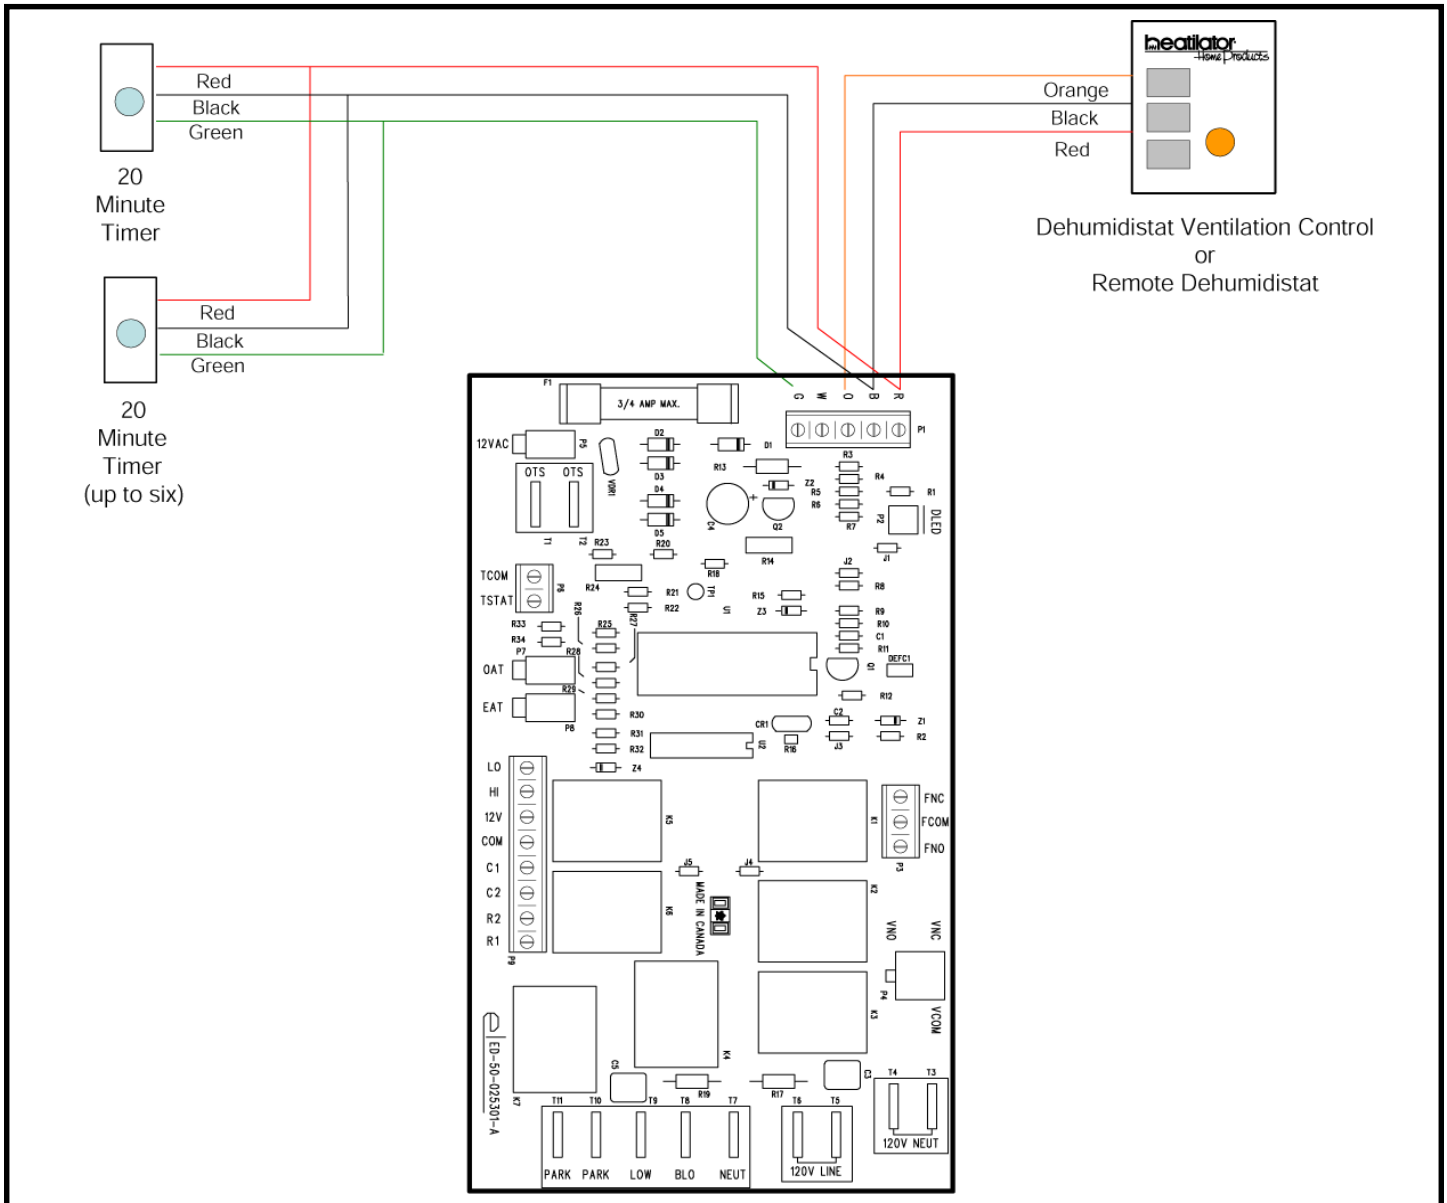 heatilator
Home Products
Red
Black
Green
20
Minute
Timer
Orange
Black
Red
Dehumidistat Ventilation Control
or
Remote Dehumidistat
Red
Black
Green
20
Minute
Timer
(up to six)
F1
3/4 AMP MAX.
G W O B R
P1
12VAC
P5
VDR1
D2
D1
D3
D4
D5
R13
Z2
C4
+
Q2
R14
R3
R4
R5
R6
R7
R1
P2
DLED
J1
OTS OTS
T1 T2
R23
R20
R24
R18
TP1
R21
R22
J2
R8
R15
Z3
U1
R9
R10
C1
R11
TCOM
TSTAT
P6
R33
R34
R26
R25
R27
P7
R28
OAT
R29
EAT
P8
R30
R31
R32
Z4
Q1
DEFC1
R12
CR1
R16
C2
J3
Z1
R2
U2
LO
HI
12V
COM
C1
C2
R2
R1
P9
K5
K1
FNC
FCOM
FNO
P3
J5
J4
K6
K2
MADE IN CANADA
VNO
VNC
P4
VCOM
K3
K4
K7
ED-50-025301-A
C5
R19
R17
C3
T11 T10 T9 T8 T7
PARK PARK LOW BLO NEUT
T6 T5
120V LINE
T4 T3
120V NEUT